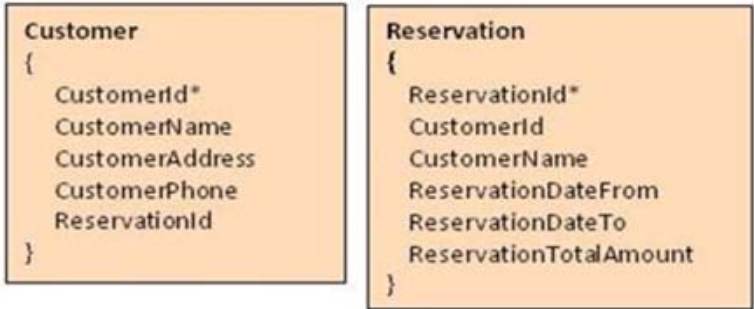 Customer
{
CustomerId*
CustomerName
CustomerAddress
CustomerPhone
ReservationId
}
Reservation
{
ReservationId*
CustomerId
CustomerName
ReservationDateFrom
ReservationDateTo
ReservationTotalAmount
}